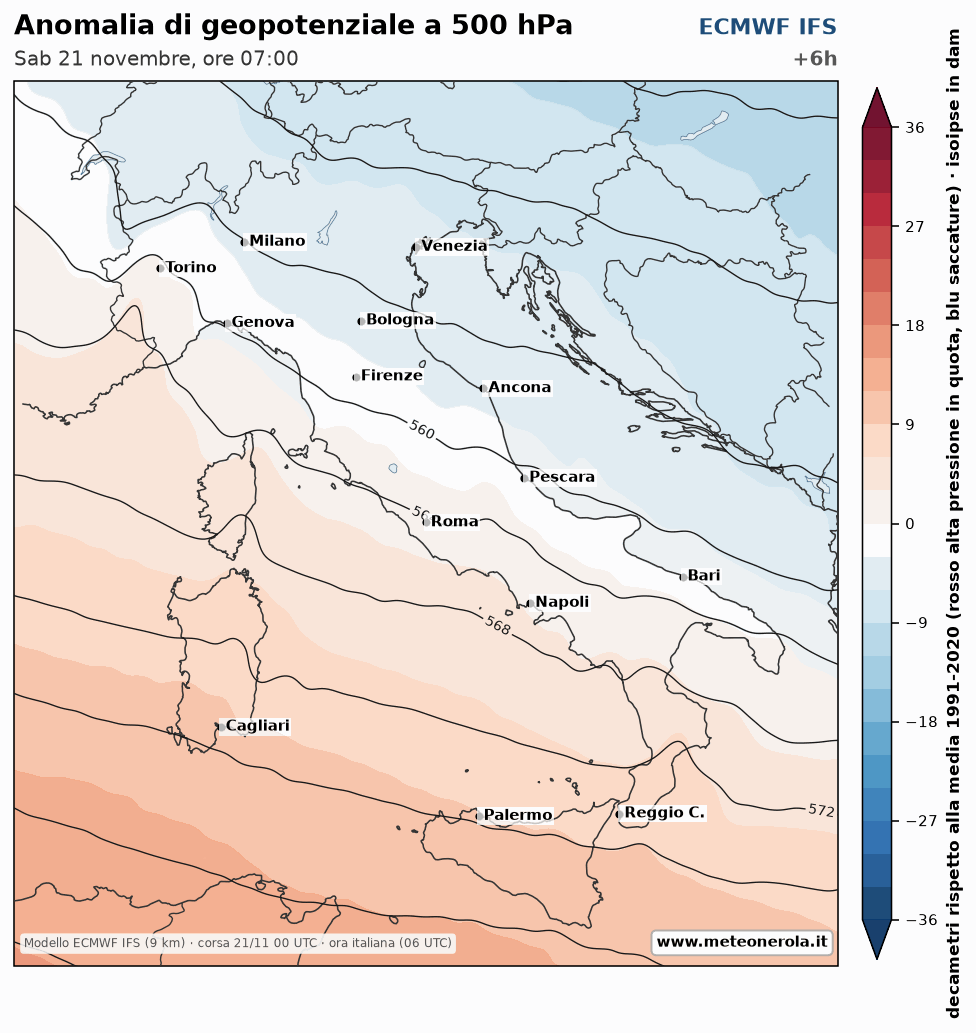 Anomalia di geopotenziale a 500 hPa
ECMWF IFS
Sab 21 novembre, ore 07:00
+6h
Milano
Venezia
Torino
Genova
Bologna
Firenze
Ancona
560
Pescara
Roma
Bari
Napoli
568
Cagliari
Palermo
Reggio C.
572
Modello ECMWF IFS (9 km) · corsa 21/11 00 UTC · ora italiana (06 UTC)
www.meteonerola.it
36
27
18
9
0
−9
−18
−27
−36
decametri rispetto alla media 1991-2020 (rosso alta pressione in quota, blu saccature) · isoipse in dam